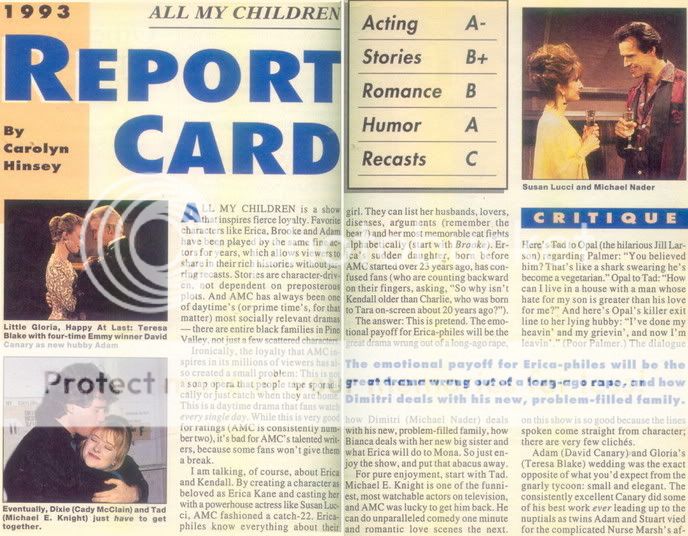 1993
ALL MY CHILDREN
REPORT
CARD
By
Carolyn
Hinsey
Acting A-
Stories B+
Romance B
Humor A
Recasts C
Susan Lucci and Michael Nader
Little Gloria, Happy At Last: Teresa
Blake with four-time Emmy winner David
Canary as new hubby Adam
Eventually, Dixie (Cady McClain) and Tad
(Michael E. Knight) just have to get
together.
ALL MY CHILDREN is a show
that inspires fierce loyalty. Favorite
characters like Erica, Brooke and Adam
have been played by the same fine ac-
tors for years, which allows viewers to
share in their rich histories without jar-
ring recasts. Stories are character-driv-
en, not dependent on preposterous
plots. And AMC has always been one
of daytime's (or prime time's, for that
matter) most socially relevant dramas
— there are entire black families in Pine
Valley, not just a few scattered characters.
Ironically, the loyalty that AMC in-
spires in its millions of viewers has al-
so created a small problem: This is not
a soap opera that people tape sporadi-
cally or just catch when they are home.
This is a daytime drama that fans watch
every single day. While this is very good
for ratings (AMC is consistently num-
ber two), it's bad for AMC's talented writ-
ers, because some fans won't give them
a break.
I am talking, of course, about Erica
and Kendall. By creating a character as
beloved as Erica Kane and casting her
with a powerhouse actress like Susan Luc-
ci, AMC fashioned a catch-22. Erica-
philes know everything about their
girl. They can list her husbands, lovers,
diseases, arguments (remember the
bear!) and her most memorable cat fights
alphabetically (start with Brooke). Er-
ica's sudden daughter, born before
AMC started over 23 years ago, has con-
fused fans (who are counting backward
on their fingers, asking, "So why isn't
Kendall older than Charlie, who was born
to Tara on-screen about 20 years ago?").
The answer: This is pretend. The emo-
tional payoff for Erica-philes will be the
great drama wrung out of a long-ago rape,
The emotional payoff for Erica-philes will be the
great drama wrung out of a long-ago rape, and how
Dimitri deals with his new, problem-filled family.
how Dimitri (Michael Nader) deals
with his new, problem-filled family, how
Bianca deals with her new big sister and
what Erica will do to Mona. So just en-
joy the show, and put that abacus away.
For pure enjoyment, start with Tad.
Michael E. Knight is one of the funni-
est, most watchable actors on television,
and AMC was lucky to get him back. He
can do unparalleled comedy one minute
and romantic love scenes the next.
CRITIQUE
Here's Tad to Opal (the hilarious Jill Lar-
son), regarding Palmer: "You believed
him? That's like a shark swearing he's
become a vegetarian." Opal to Tad: "How
can I live in a house with a man whose
hate for my son is greater than his love
for me?" And here's Opal's killer exit
line to her lying hubby: "I've done my
leavin' and my grievin', and now I'm
leavin'." (Poor Palmer.) The dialogue
on this show is so good because the lines
spoken come straight from character;
there are very few clichés.
Adam (David Canary) and Gloria's
(Teresa Blake) wedding was the exact
opposite of what you'd expect from the
gnarly tycoon: small and elegant. The
consistently excellent Canary did some
of his best work ever leading up to the
nuptials as twins Adam and Stuart vied
for the complicated Nurse Marsh's af-
Protect